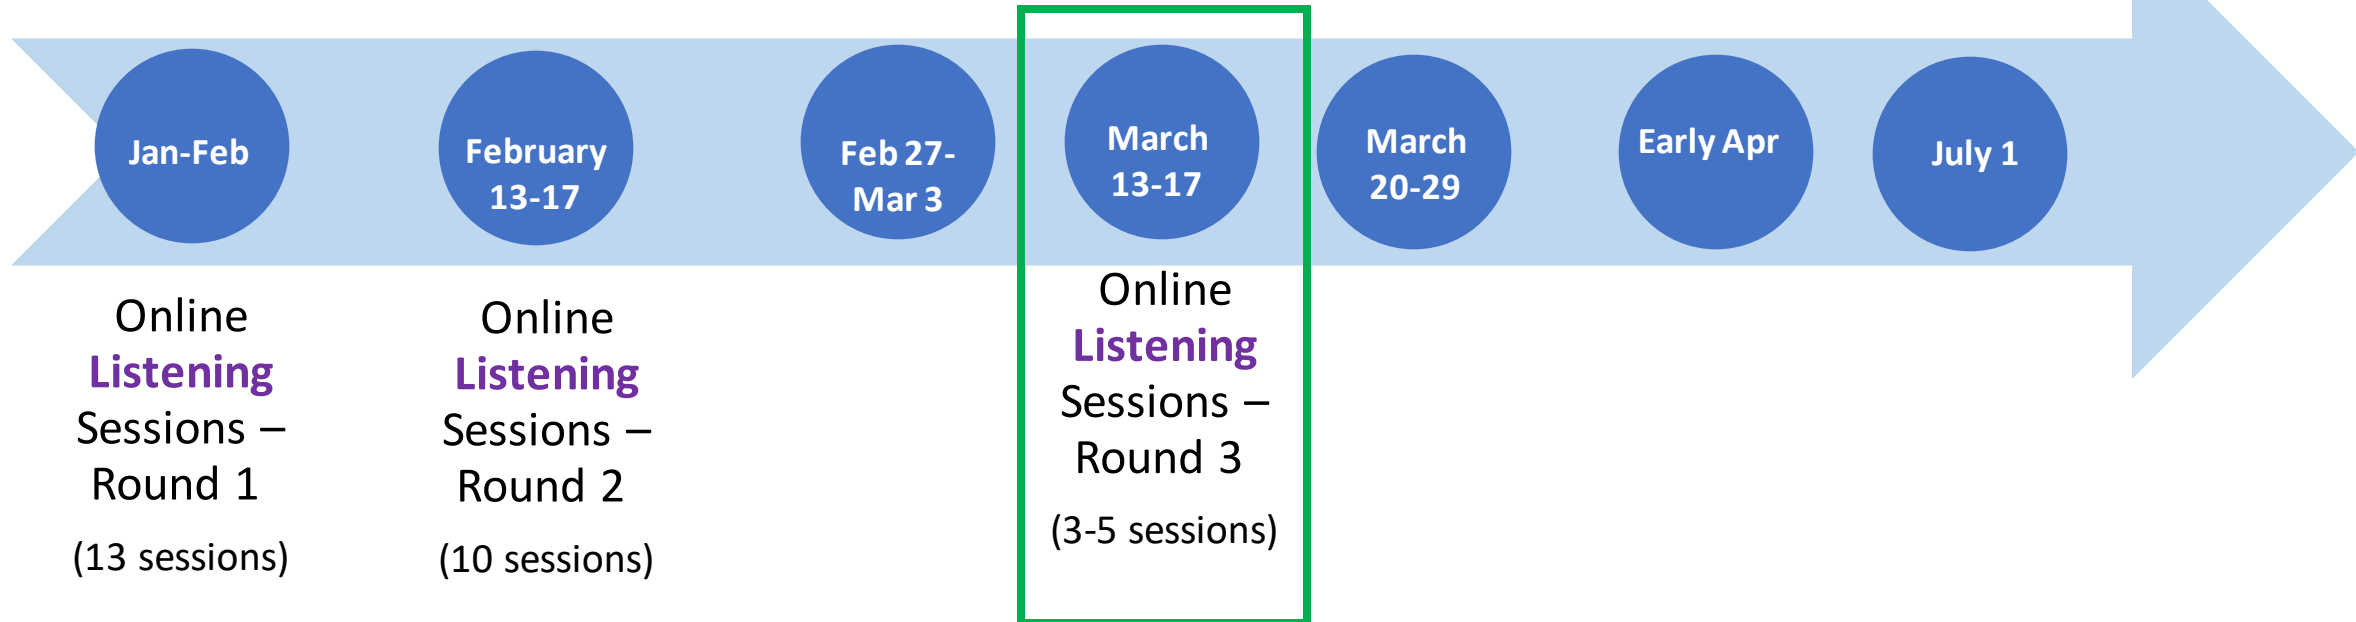 Jan-Feb
February
13-17
Feb 27-
Mar 3
March
13-17
March
20-29
Early Apr
July 1
Online
Listening
Sessions –
Round 1
(13 sessions)
Online
Listening
Sessions –
Round 2
(10 sessions)
Online
Listening
Sessions –
Round 3
(3-5 sessions)